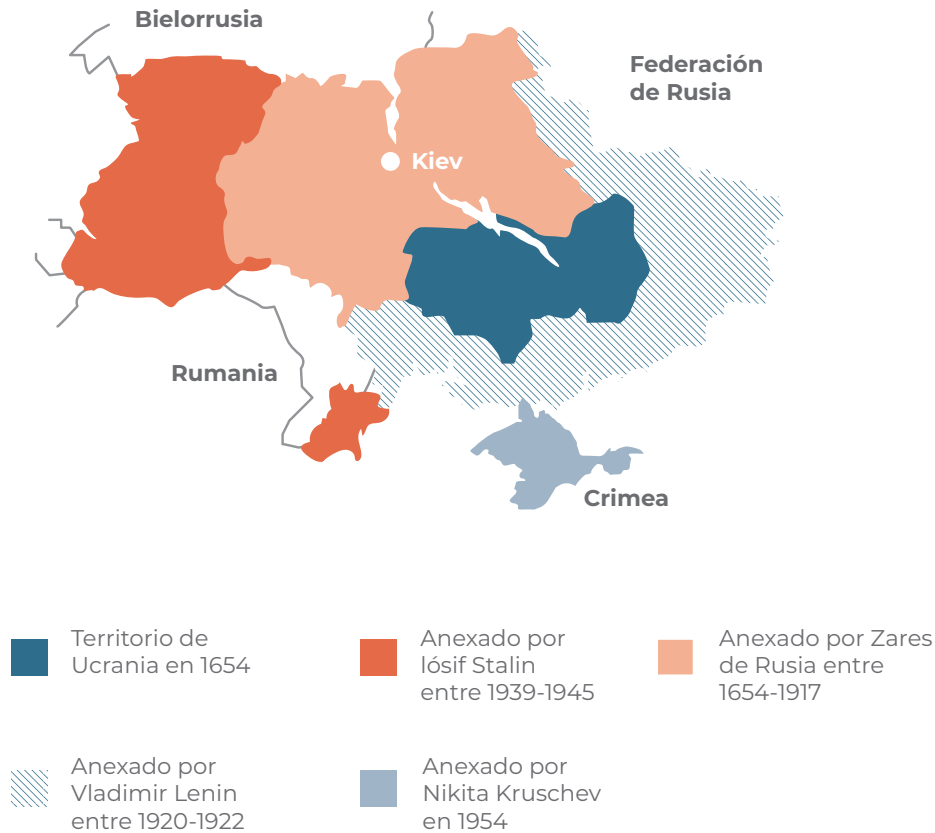 Bielorrusia
Federación
de Rusia
Kiev
Rumania
Crimea
Territorio de
Ucrania en 1654
Anexado por
Iósif Stalin
entre 1939-1945
Anexado por Zares
de Rusia entre
1654-1917
Anexado por
Vladimir Lenin
entre 1920-1922
Anexado por
Nikita Kruschev
en 1954